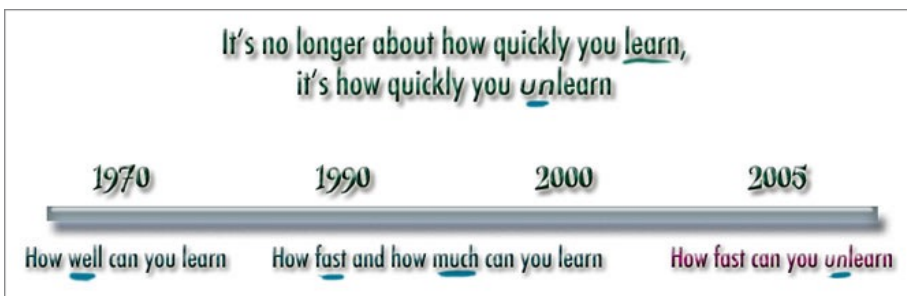 It's no longer about how quickly you learn,
it's how quickly you unlearn
1970 1990 2000 2005
How well can you learn How fast and how much can you learn How fast can you unlearn